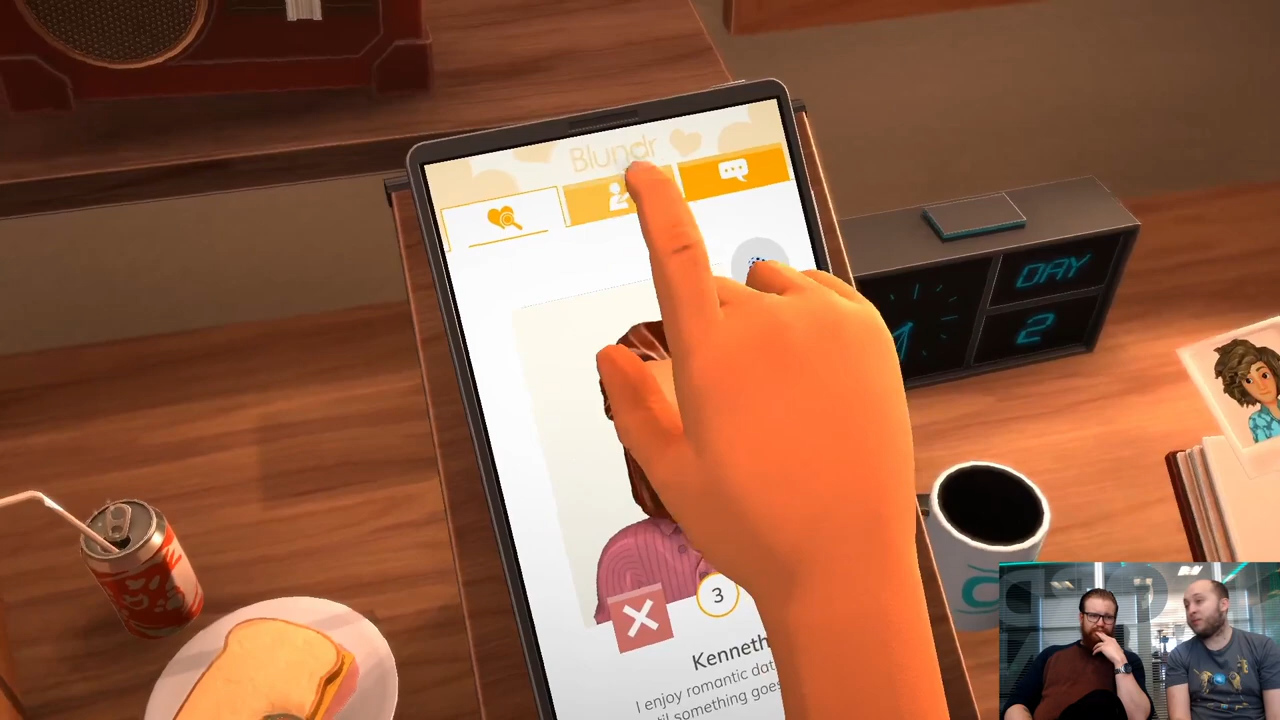 Blundr
DAY
2
3
Kenneth
I enjoy romantic dat
til something goes